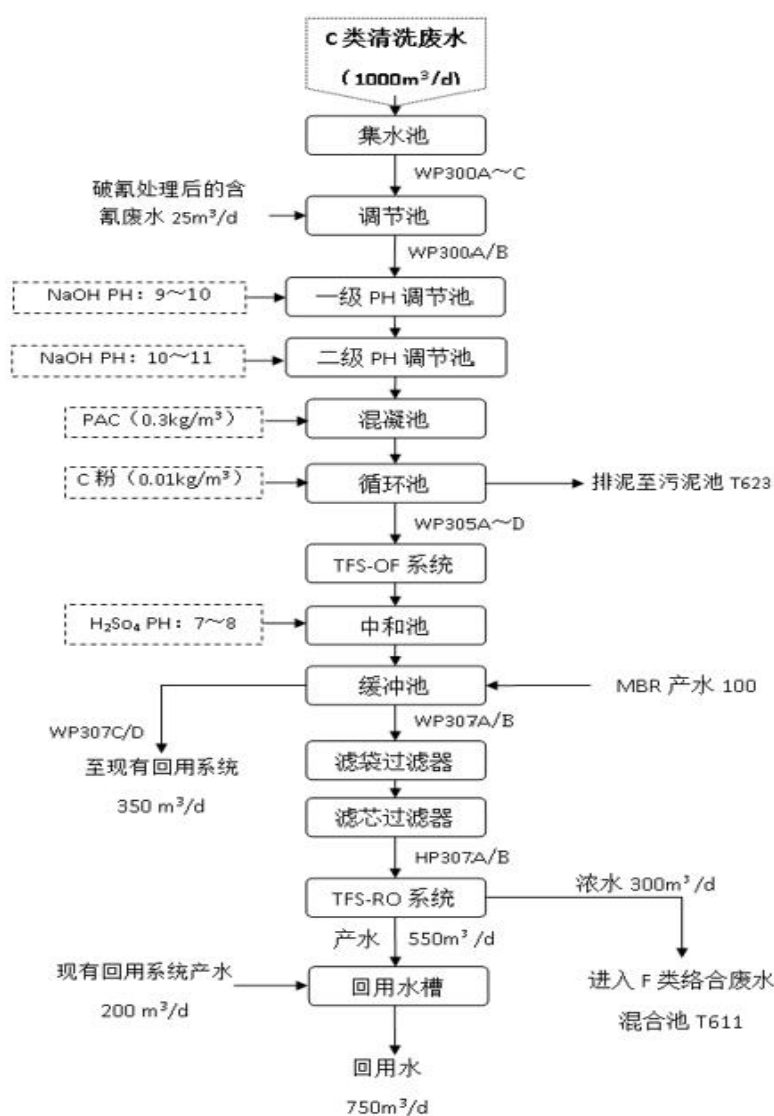 C 类清洗废水
（1000m³/d）
集水池
WP300A～C
破氰处理后的含
氰废水 25m³/d
调节池
WP300A/B
NaOH PH：9～10
一级 PH 调节池
NaOH PH：10～11
二级 PH 调节池
PAC（0.3kg/m³）
混凝池
C 粉（0.01kg/m³）
循环池
排泥至污泥池 T623
WP305A～D
TFS-OF 系统
H₂So₄ PH：7～8
中和池
缓冲池
MBR 产水 100
WP307C/D
WP307A/B
至现有回用系统
350 m³/d
滤袋过滤器
滤芯过滤器
HP307A/B
TFS-RO 系统
浓水 300m³/d
产水 550m³/d
现有回用系统产水
200 m³/d
回用水槽
进入 F 类络合废水
混合池 T611
回用水
750m³/d